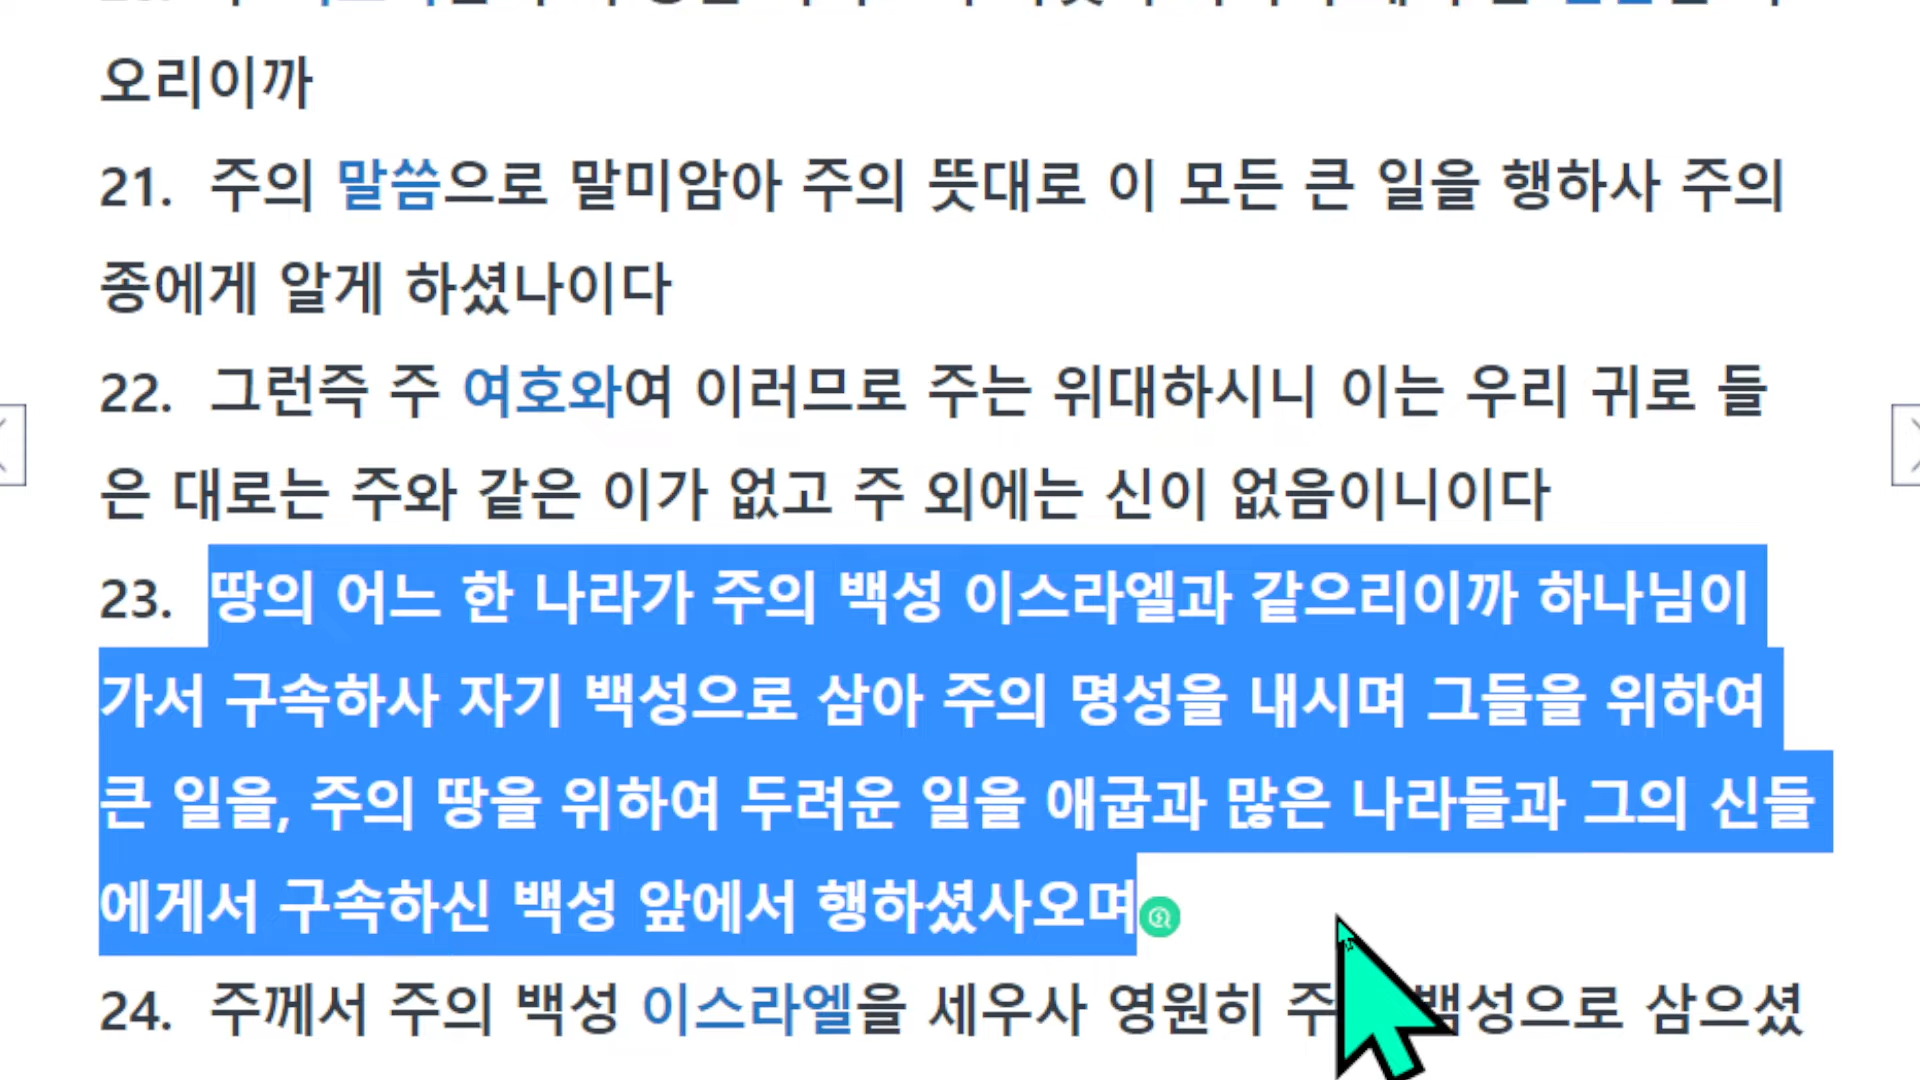 오리이까
21. 주의 말씀으로 말미암아 주의 뜻대로 이 모든 큰 일을 행하사 주의
종에게 알게 하셨나이다
22. 그런즉 주 여호와여 이러므로 주는 위대하시니 이는 우리 귀로 들
은 대로는 주와 같은 이가 없고 주 외에는 신이 없음이니이다
23. 땅의 어느 한 나라가 주의 백성 이스라엘과 같으리이까 하나님이
가서 구속하사 자기 백성으로 삼아 주의 명성을 내시며 그들을 위하여
큰 일을, 주의 땅을 위하여 두려운 일을 애굽과 많은 나라들과 그의 신들
에게서 구속하신 백성 앞에서 행하셨사오며
24. 주께서 주의 백성 이스라엘을 세우사 영원히 주 백성으로 삼으셨